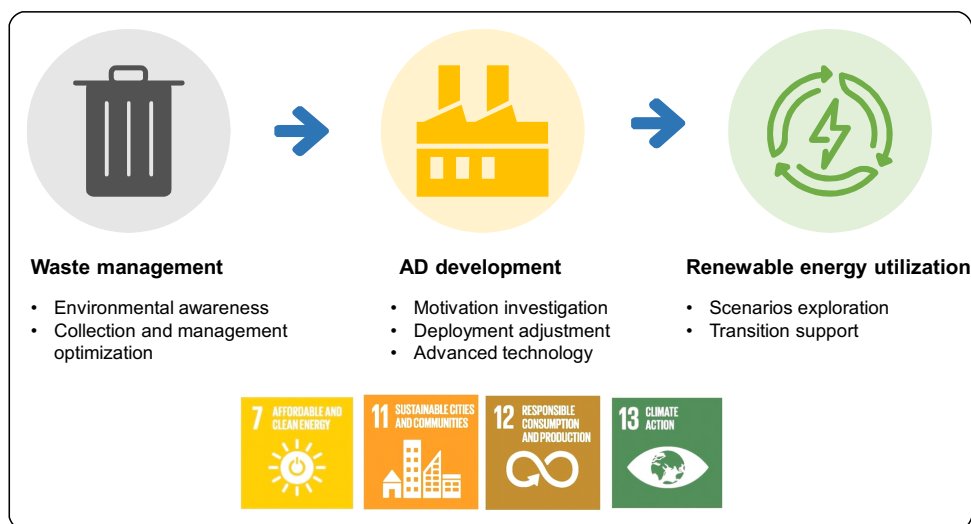 Waste management
• Environmental awareness
• Collection and management
optimization
AD development
• Motivation investigation
• Deployment adjustment
• Advanced technology
Renewable energy utilization
• Scenarios exploration
• Transition support
7 AFFORDABLE AND
CLEAN ENERGY
11 SUSTAINABLE CITIES
AND COMMUNITIES
12 RESPONSIBLE
CONSUMPTION
AND PRODUCTION
13 CLIMATE
ACTION